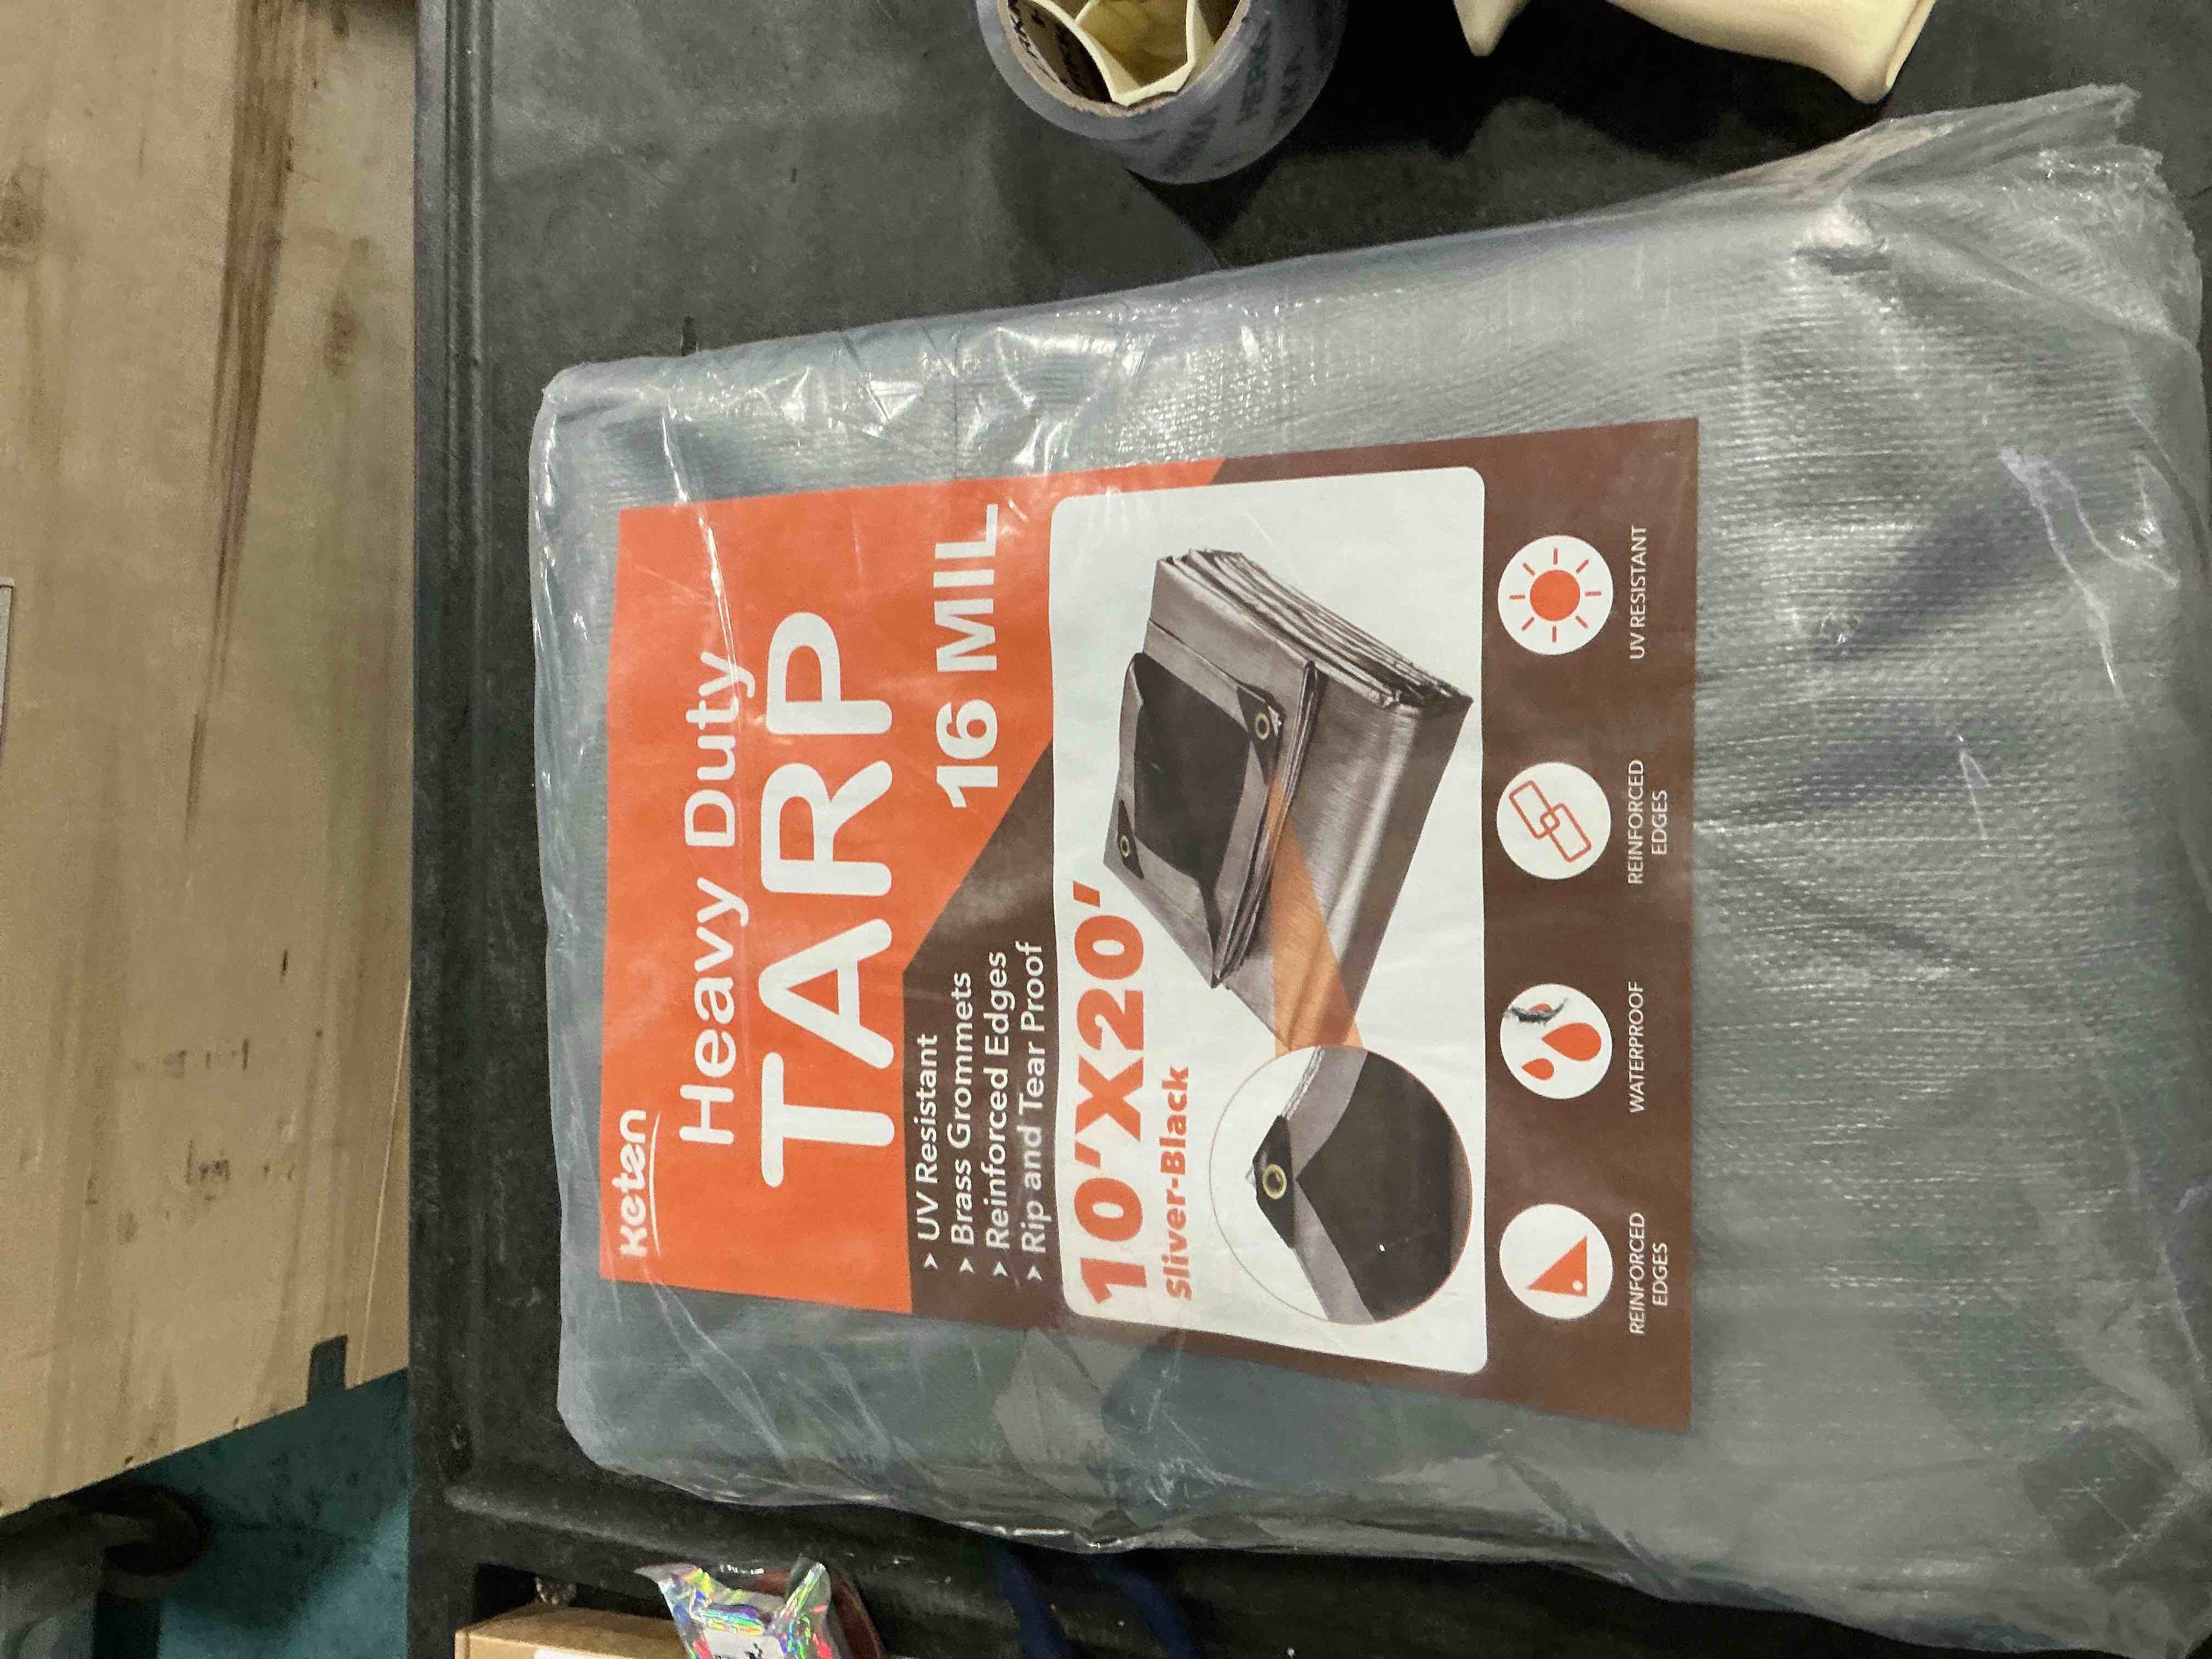 Keten
Heavy Duty
TARP
16 MIL
> UV Resistant
> Brass Grommets
> Reinforced Edges
> Rip and Tear Proof
10'X20'
Sliver-Black
REINFORCED
EDGES
WATERPROOF
REINFORCED
EDGES
UV RESISTANT